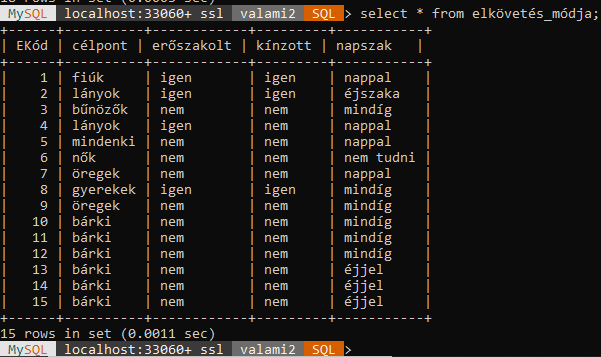 MySQL localhost:33060+ ssl valami2 SQL > select * from elkövetés_módja;
+------+----------+------------+---------+-----------+
| EKód | célpont | erőszakolt | kínzott | napszak |
+------+----------+------------+---------+-----------+
| 1 | fiúk | igen | igen | nappal |
| 2 | lányok | igen | igen | éjszaka |
| 3 | bűnözők | nem | nem | mindíg |
| 4 | lányok | igen | nem | nappal |
| 5 | mindenki | nem | nem | nappal |
| 6 | nők | nem | nem | nem tudni |
| 7 | öregek | nem | nem | nappal |
| 8 | gyerekek | igen | igen | mindíg |
| 9 | öregek | nem | nem | mindíg |
| 10 | bárki | nem | nem | mindíg |
| 11 | bárki | nem | nem | mindíg |
| 12 | bárki | nem | nem | mindíg |
| 13 | bárki | nem | nem | éjjel |
| 14 | bárki | nem | nem | éjjel |
| 15 | bárki | nem | nem | éjjel |
+------+----------+------------+---------+-----------+
15 rows in set (0.0011 sec)
MySQL localhost:33060+ ssl valami2 SQL >